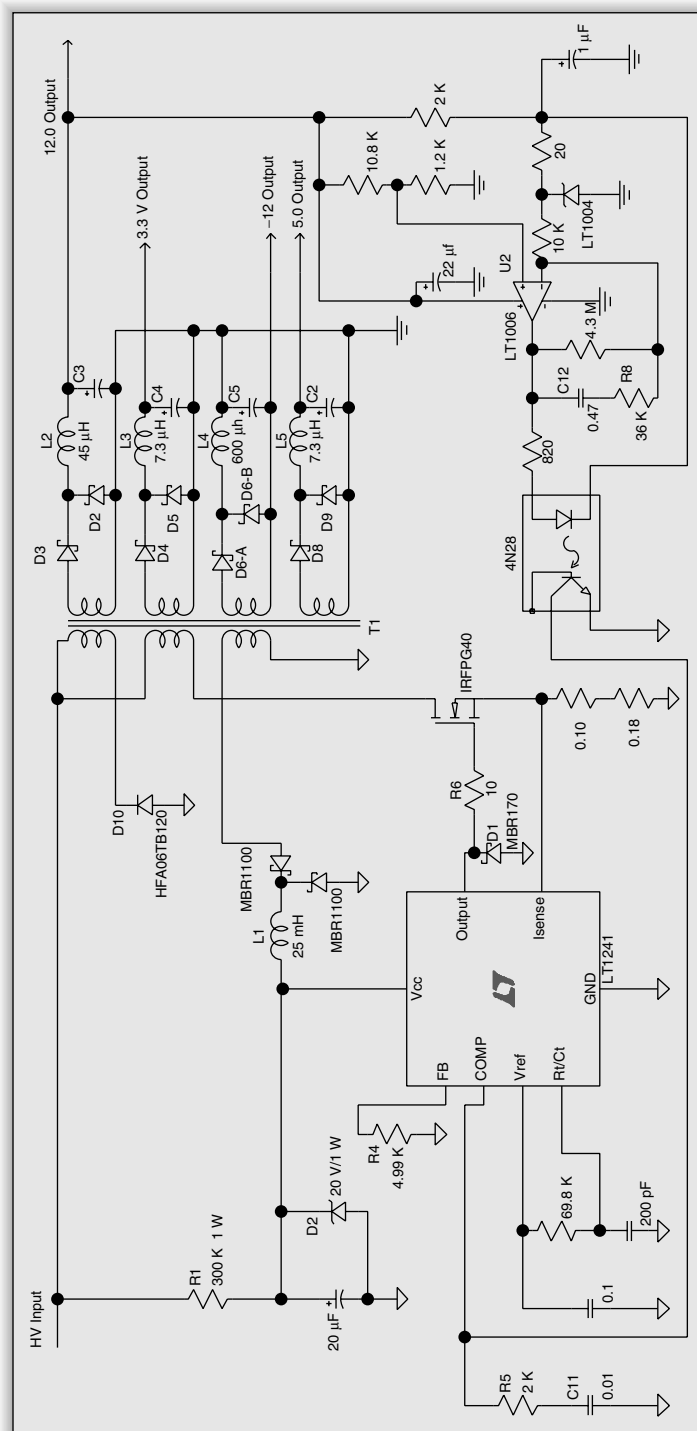 HV Input
R1
300 K 1 W
20 µF
D2
20 V/1 W
D10
HFA06TB120
MBR1100
MBR1100
L1
25 mH
T1
D3
D2
L2
45 µH
C3
12.0 Output
D4
D5
L3
7.3 µH
C4
3.3 V Output
D6-A
D6-B
L4
600 µh
C5
–12 Output
D8
D9
L5
7.3 µH
C2
5.0 Output
R4
4.99 K
FB
COMP
Vref
Rt/Ct
Vcc
LT
GND
LT1241
Output
Isense
D1
MBR170
R6
10
IRFPG40
0.10
0.18
R5
2 K
C11
0.01
0.1
69.8 K
200 pF
4N28
820
C12
0.47
R8
36 K
4.3 M
LT1006
U2
22 µf
10.8 K
1.2 K
2 K
10 K
LT1004
20
1 µF